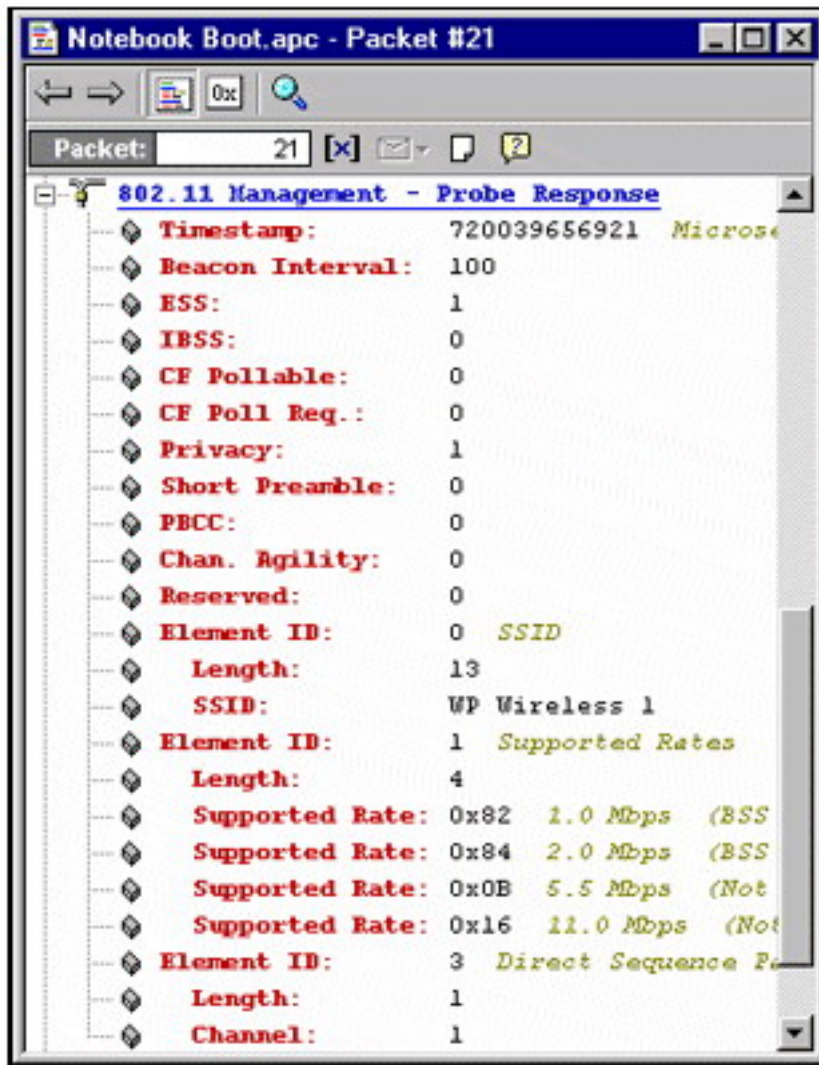 Notebook Boot.apc - Packet #21
0x
Packet: 21 [x] ?
802.11 Management - Probe Response
Timestamp: 720039656921 Microse
Beacon Interval: 100
ESS: 1
IBSS: 0
CF Pollable: 0
CF Poll Req.: 0
Privacy: 1
Short Preamble: 0
PBCC: 0
Chan. Agility: 0
Reserved: 0
Element ID: 0 SSID
Length: 13
SSID: WP Wireless 1
Element ID: 1 Supported Rates
Length: 4
Supported Rate: 0x82 1.0 Mbps (BSS
Supported Rate: 0x84 2.0 Mbps (BSS
Supported Rate: 0x0B 5.5 Mbps (Not
Supported Rate: 0x16 11.0 Mbps (Not
Element ID: 3 Direct Sequence Pa
Length: 1
Channel: 1